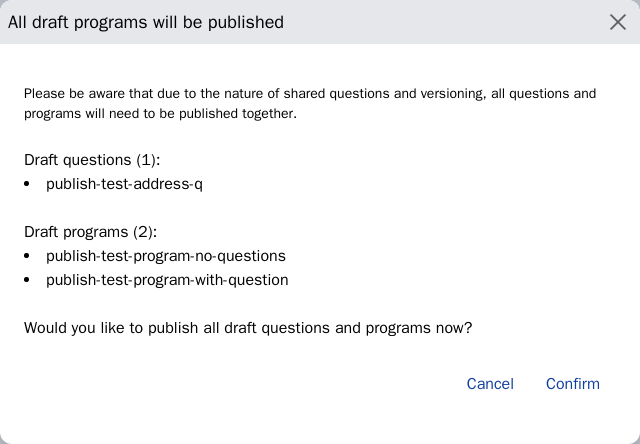 All draft programs will be published
Please be aware that due to the nature of shared questions and versioning, all questions and
programs will need to be published together.
Draft questions (1):
• publish-test-address-q
Draft programs (2):
• publish-test-program-no-questions
• publish-test-program-with-question
Would you like to publish all draft questions and programs now?
Cancel Confirm